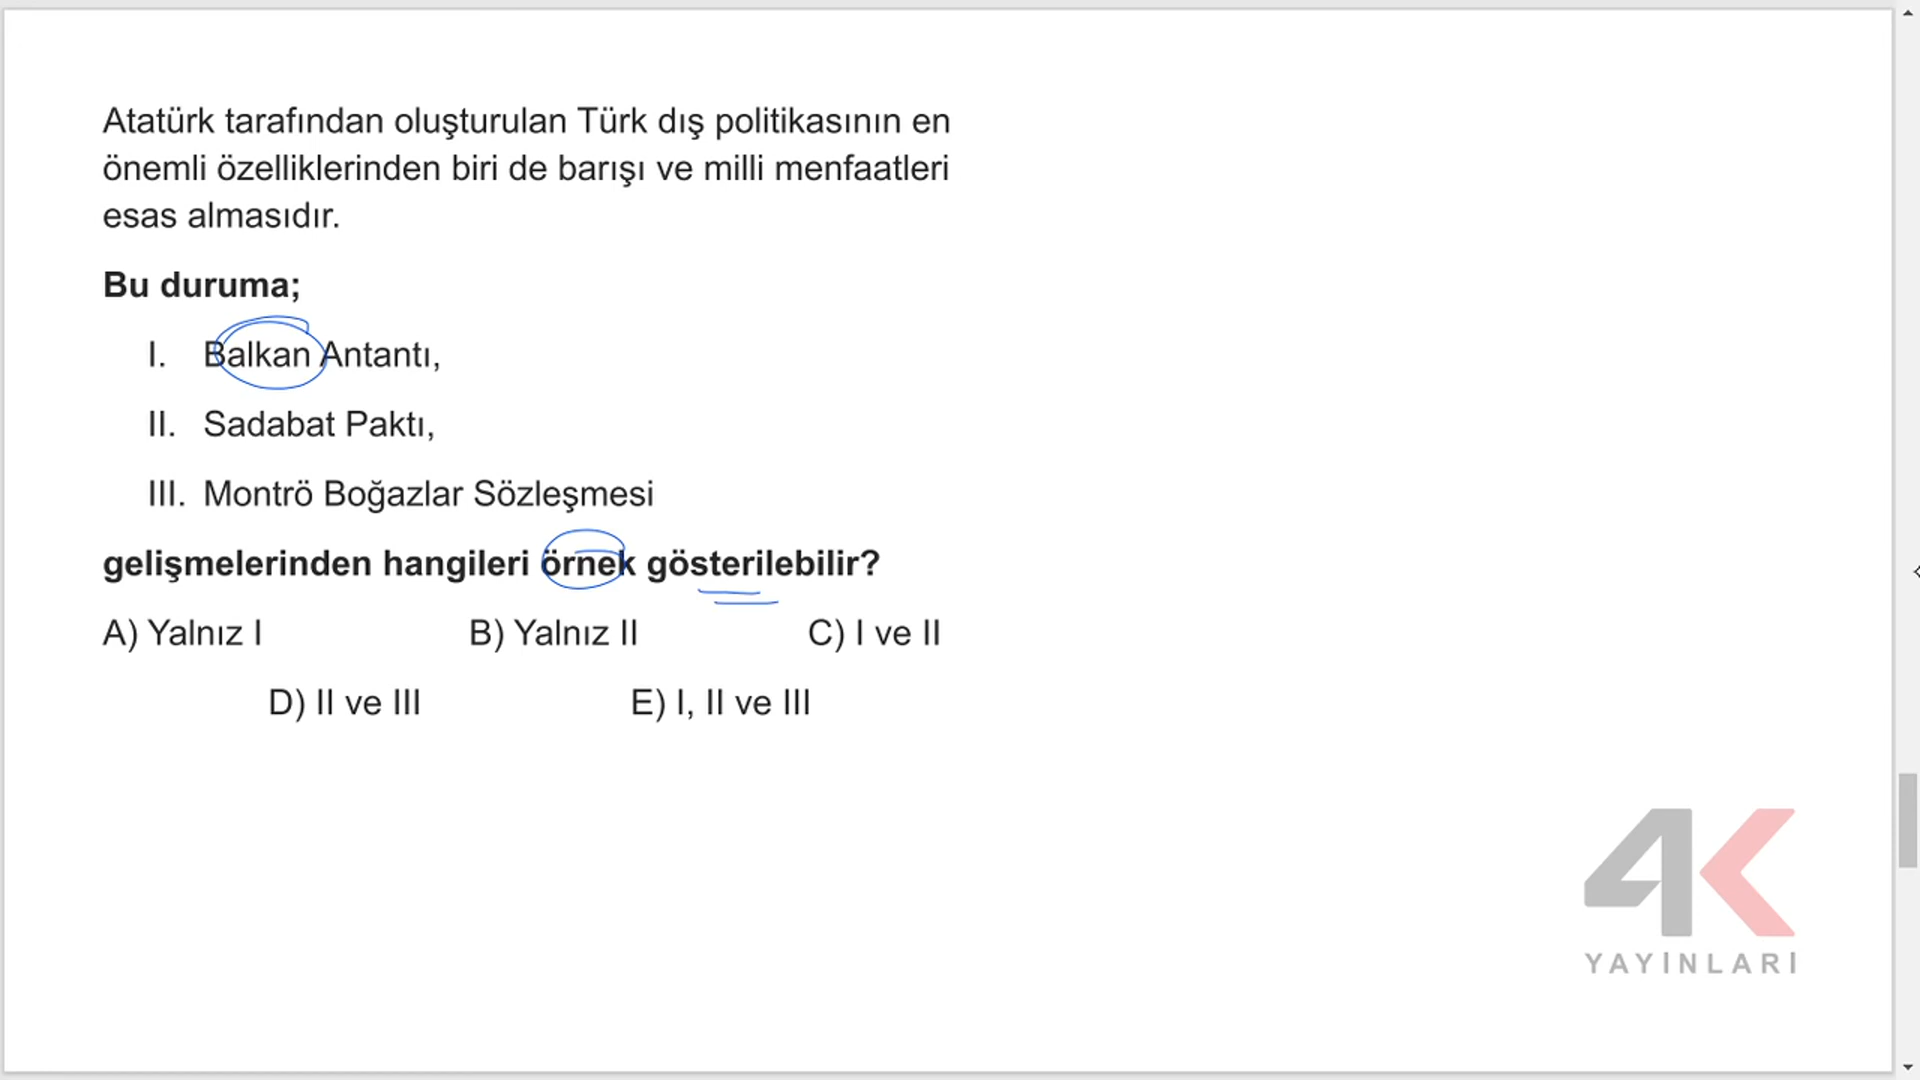 Atatürk tarafından oluşturulan Türk dış politikasının en
önemli özelliklerinden biri de barışı ve milli menfaatleri
esas almasıdır.
Bu duruma;
I. Balkan Antantı,
II. Sadabat Paktı,
III. Montrö Boğazlar Sözleşmesi
gelişmelerinden hangileri örnek gösterilebilir?
A) Yalnız I B) Yalnız II C) I ve II
D) II ve III E) I, II ve III
4K
YAYINLARI